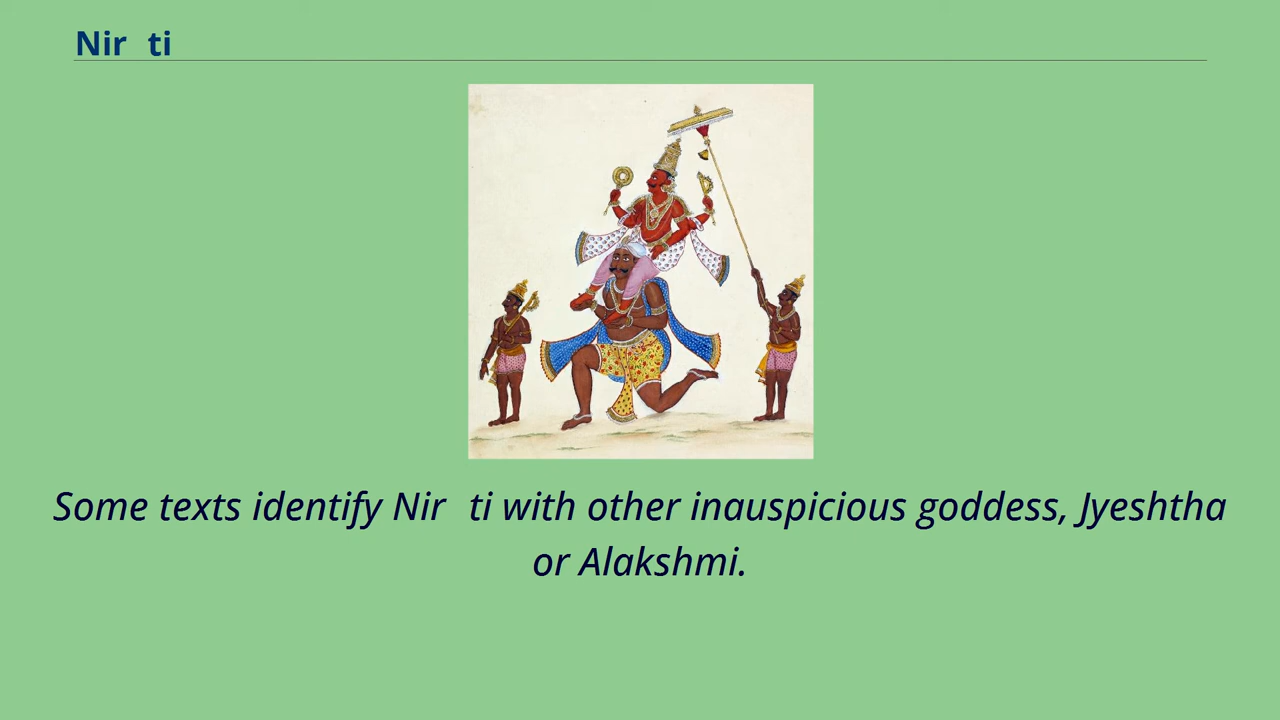 Nir ti
Some texts identify Nir ti with other inauspicious goddess, Jyeshtha
or Alakshmi.